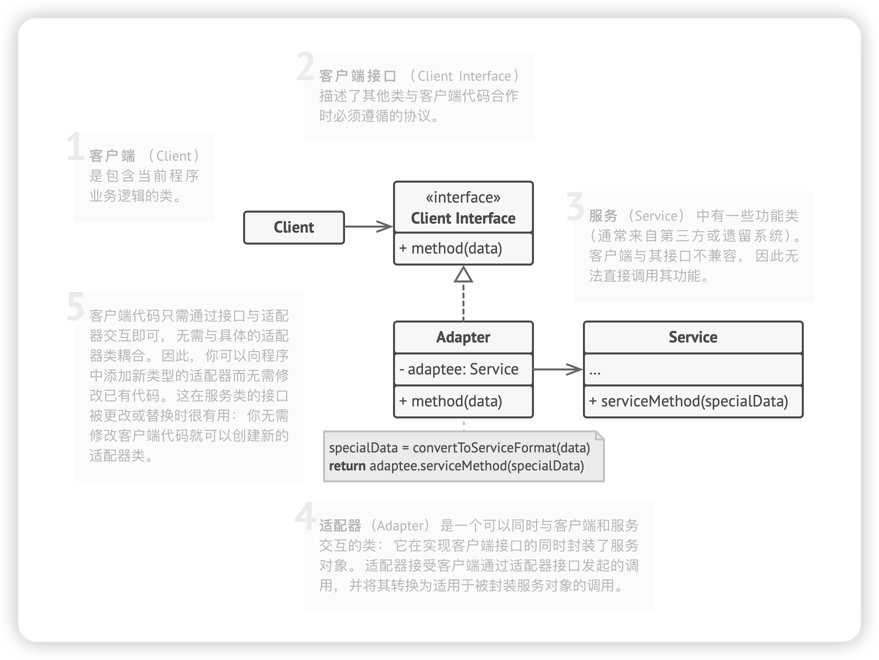 1
客户端 （Client）
是包含当前程序
业务逻辑的类。
2
客户端接口 （Client Interface）
描述了其他类与客户端代码合作
时必须遵循的协议。
Client
«interface»
Client Interface
+ method(data)
3
服务 （Service） 中有一些功能类
（通常来自第三方或遗留系统）。
客户端与其接口不兼容， 因此无
法直接调用其功能。
5
客户端代码只需通过接口与适配
器交互即可， 无需与具体的适配
器类耦合。 因此， 你可以向程序
中添加新类型的适配器而无需修
改已有代码。 这在服务类的接口
被更改或替换时很有用： 你无需
修改客户端代码就可以创建新的
适配器类。
Adapter
- adaptee: Service
+ method(data)
Service
...
+ serviceMethod(specialData)
specialData = convertToServiceFormat(data)
return adaptee.serviceMethod(specialData)
4
适配器 （Adapter） 是一个可以同时与客户端和服务
交互的类： 它在实现客户端接口的同时封装了服务
对象。 适配器接受客户端通过适配器接口发起的调
用， 并将其转换为适用于被封装服务对象的调用。